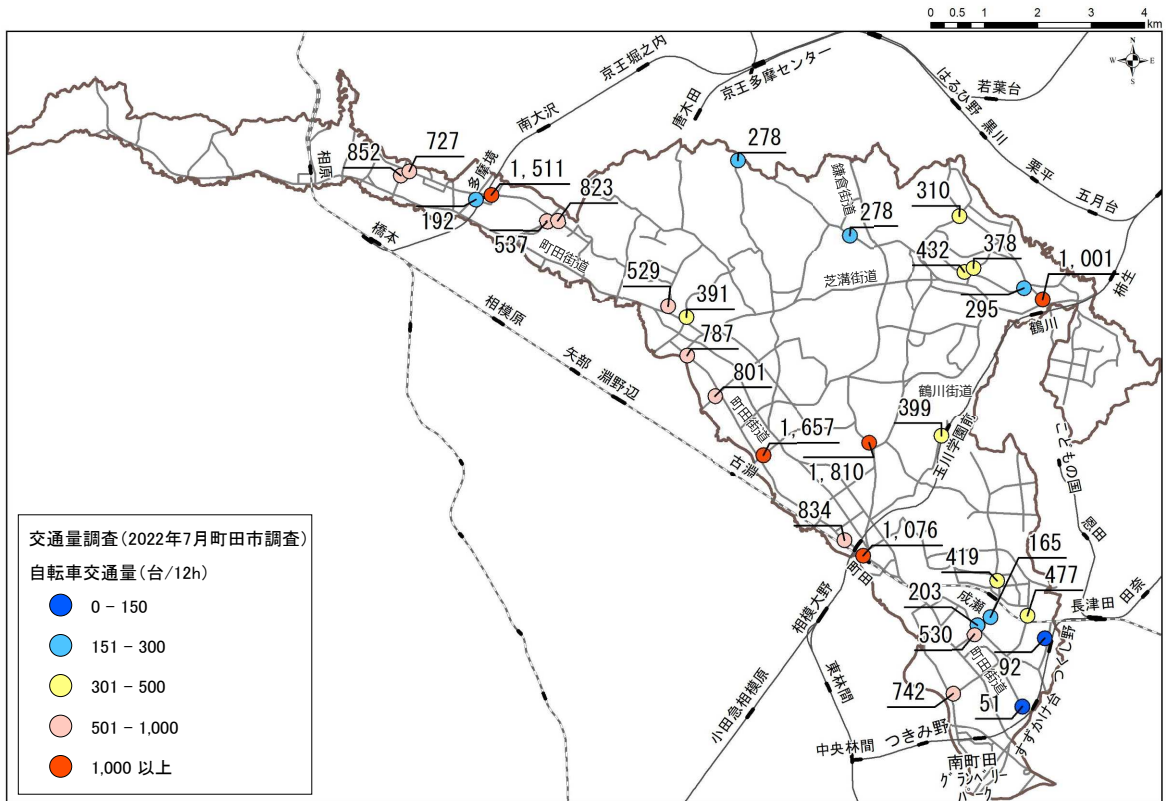 0 0.5 1 2 3 4
km
N
W E
S
京王堀之内
京王多摩センター
唐木田
南大沢
若葉台
はるひ野
黒川
栗平
五月台
柿生
鶴川
相原
多摩境
橋本
相模原
矢部
淵野辺
古淵
町田
相模大野
小田急相模原
東林間
中央林間
つきみ野
南町田
グランベリー
パーク
すずかけ台
つくし野
長津田
田奈
恩田
こどもの国
成瀬
玉川学園前
町田街道
町田街道
町田街道
鎌倉街道
芝溝街道
鶴川街道
852
727
192
1,511
537
823
278
278
310
432
378
1,001
295
529
391
787
801
1,657
1,810
399
834
1,076
419
165
477
203
530
92
742
51
交通量調査(2022年7月町田市調査)
自転車交通量(台/12h)
0 - 150
151 - 300
301 - 500
501 - 1,000
1,000 以上